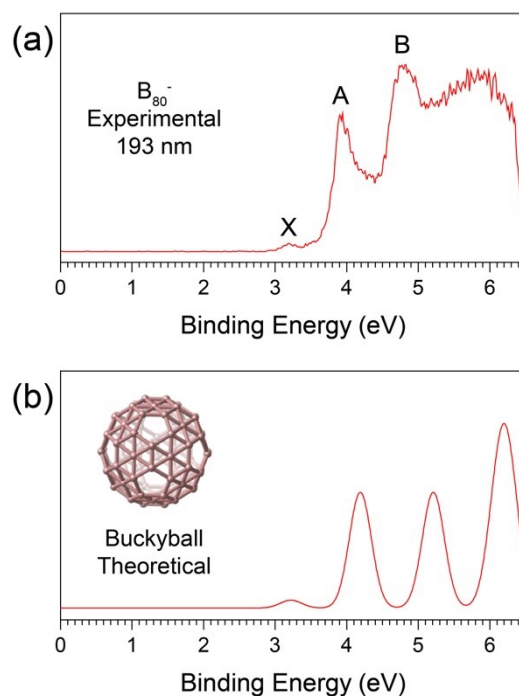 (a)
B₈₀⁻
Experimental
193 nm
X
A
B
0 1 2 3 4 5 6
Binding Energy (eV)
(b)
Buckyball
Theoretical
0 1 2 3 4 5 6
Binding Energy (eV)